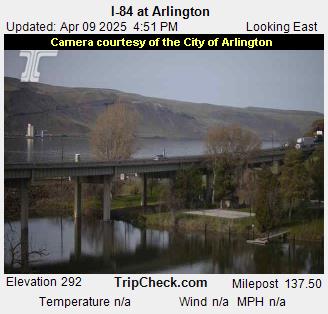 I-84 at Arlington
Updated: Apr 09 2025 4:51 PM Looking East
Camera courtesy of the City of Arlington
Elevation 292 TripCheck.com Milepost 137.50
Temperature n/a Wind n/a MPH n/a